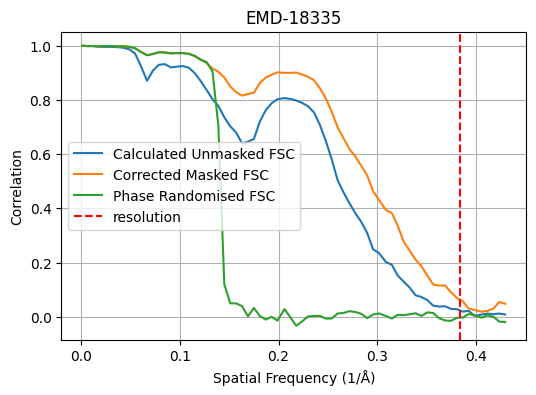 EMD-18335
1.0
0.8
0.6
0.4
0.2
0.0
Correlation
Calculated Unmasked FSC
Corrected Masked FSC
Phase Randomised FSC
resolution
0.0 0.1 0.2 0.3 0.4
Spatial Frequency (1/Å)